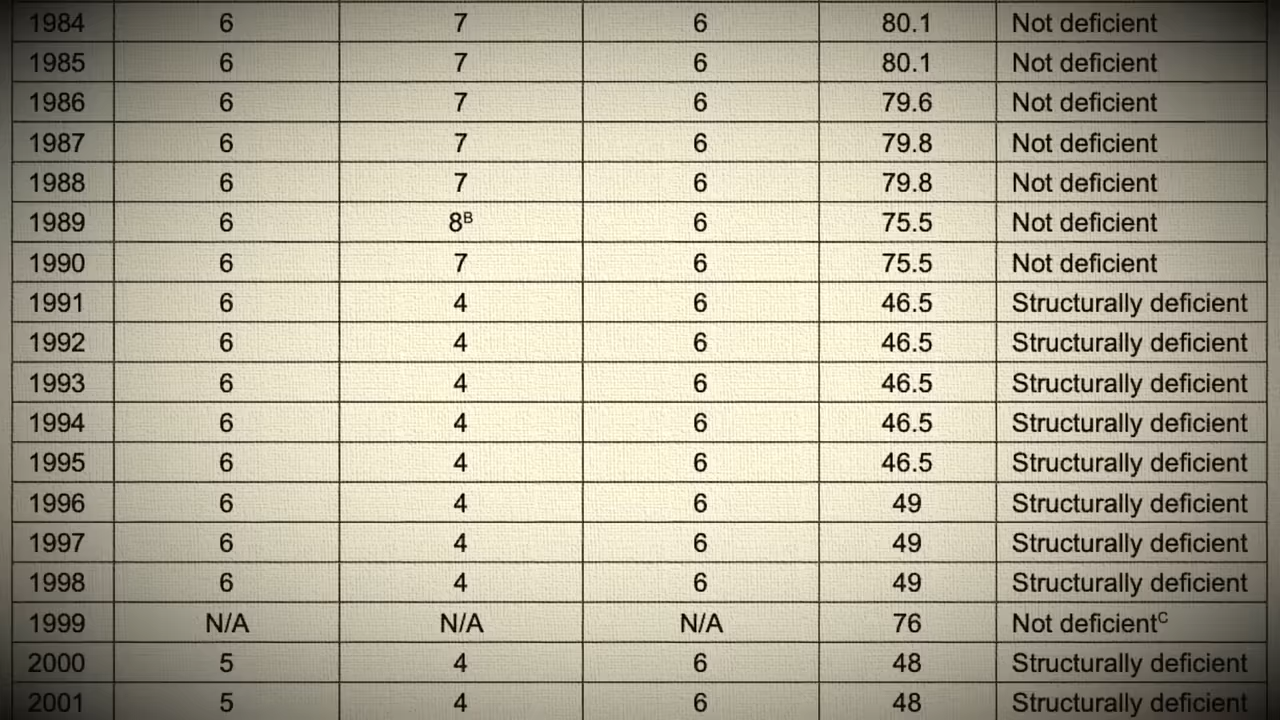 1984 6 7 6 80.1 Not deficient
1985 6 7 6 80.1 Not deficient
1986 6 7 6 79.6 Not deficient
1987 6 7 6 79.8 Not deficient
1988 6 7 6 79.8 Not deficient
1989 6 8ᴮ 6 75.5 Not deficient
1990 6 7 6 75.5 Not deficient
1991 6 4 6 46.5 Structurally deficient
1992 6 4 6 46.5 Structurally deficient
1993 6 4 6 46.5 Structurally deficient
1994 6 4 6 46.5 Structurally deficient
1995 6 4 6 46.5 Structurally deficient
1996 6 4 6 49 Structurally deficient
1997 6 4 6 49 Structurally deficient
1998 6 4 6 49 Structurally deficient
1999 N/A N/A N/A 76 Not deficientᶜ
2000 5 4 6 48 Structurally deficient
2001 5 4 6 48 Structurally deficient